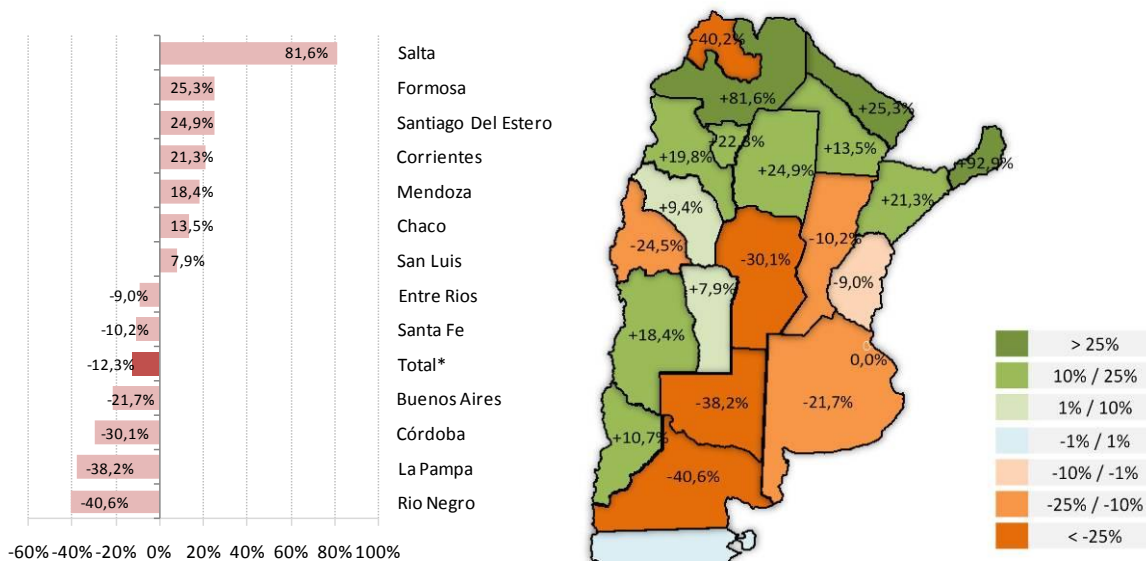 81,6% Salta
25,3% Formosa
24,9% Santiago Del Estero
21,3% Corrientes
18,4% Mendoza
13,5% Chaco
7,9% San Luis
-9,0% Entre Rios
-10,2% Santa Fe
-12,3% Total*
-21,7% Buenos Aires
-30,1% Córdoba
-38,2% La Pampa
-40,6% Rio Negro
-60% -40% -20% 0% 20% 40% 60% 80% 100%
-40,2%
+81,6%
+25,3%
+22,8%
+19,8%
+13,5%
+92,9%
+24,9%
+21,3%
+9,4%
-24,5%
-10,2%
-30,1%
-9,0%
+7,9%
+18,4%
0,0%
-38,2%
-21,7%
+10,7%
-40,6%
> 25%
10% / 25%
1% / 10%
-1% / 1%
-10% / -1%
-25% / -10%
< -25%